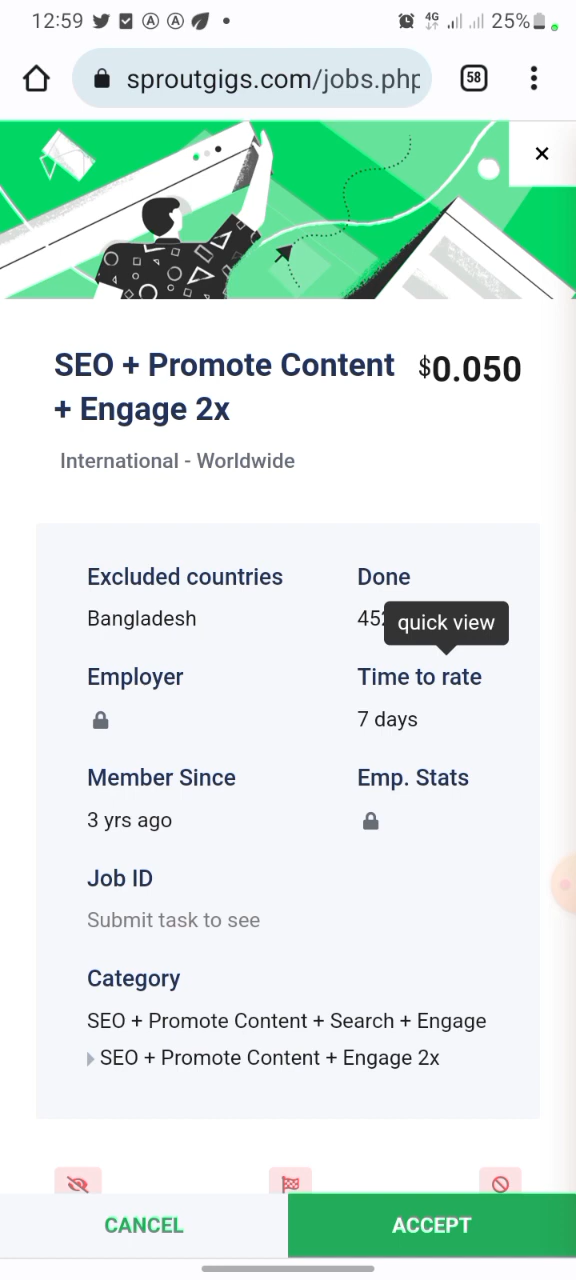 12:59
4G
25%
sproutgigs.com/jobs.php
58
SEO + Promote Content
+ Engage 2x
$0.050
International - Worldwide
Excluded countries
Done
Bangladesh
quick view
Employer
Time to rate
7 days
Member Since
Emp. Stats
3 yrs ago
Job ID
Submit task to see
Category
SEO + Promote Content + Search + Engage
SEO + Promote Content + Engage 2x
CANCEL
ACCEPT